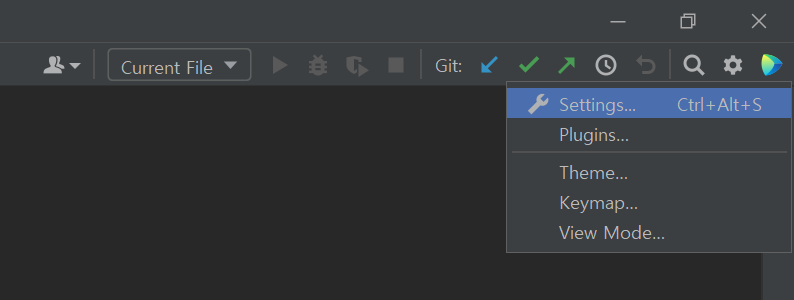 Current File
Git:
Settings... Ctrl+Alt+S
Plugins...
Theme...
Keymap...
View Mode...